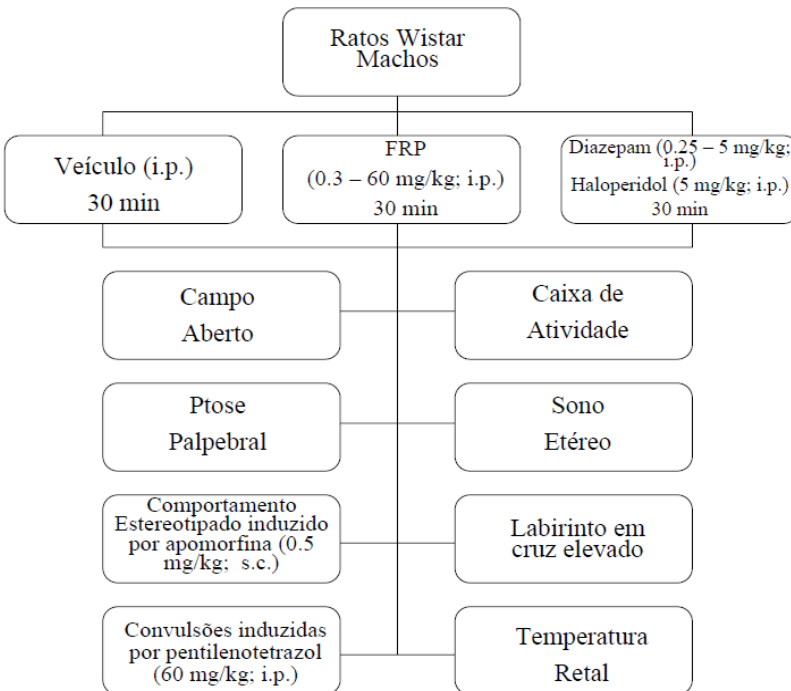 Ratos Wistar
Machos
Veículo (i.p.)
30 min
FRP
(0.3 – 60 mg/kg; i.p.)
30 min
Diazepam (0.25 – 5 mg/kg;
i.p.)
Haloperidol (5 mg/kg; i.p.)
30 min
Campo
Aberto
Caixa de
Atividade
Ptose
Palpebral
Sono
Etéreo
Comportamento
Estereotipado induzido
por apomorfina (0.5
mg/kg; s.c.)
Labirinto em
cruz elevado
Convulsões induzidas
por pentilenotetrazol
(60 mg/kg; i.p.)
Temperatura
Retal